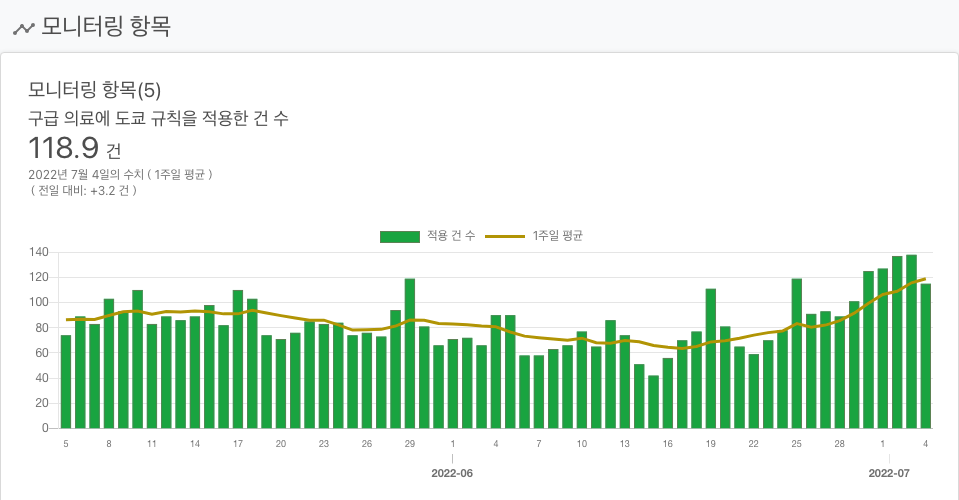 모니터링 항목
모니터링 항목(5)
구급 의료에 도쿄 규칙을 적용한 건 수
118.9 건
2022년 7월 4일의 수치 ( 1주일 평균 )
( 전일 대비: +3.2 건 )
적용 건 수 1주일 평균
140
120
100
80
60
40
20
0
5 8 11 14 17 20 23 26 29 1 4 7 10 13 16 19 22 25 28 1 4
2022-06 2022-07